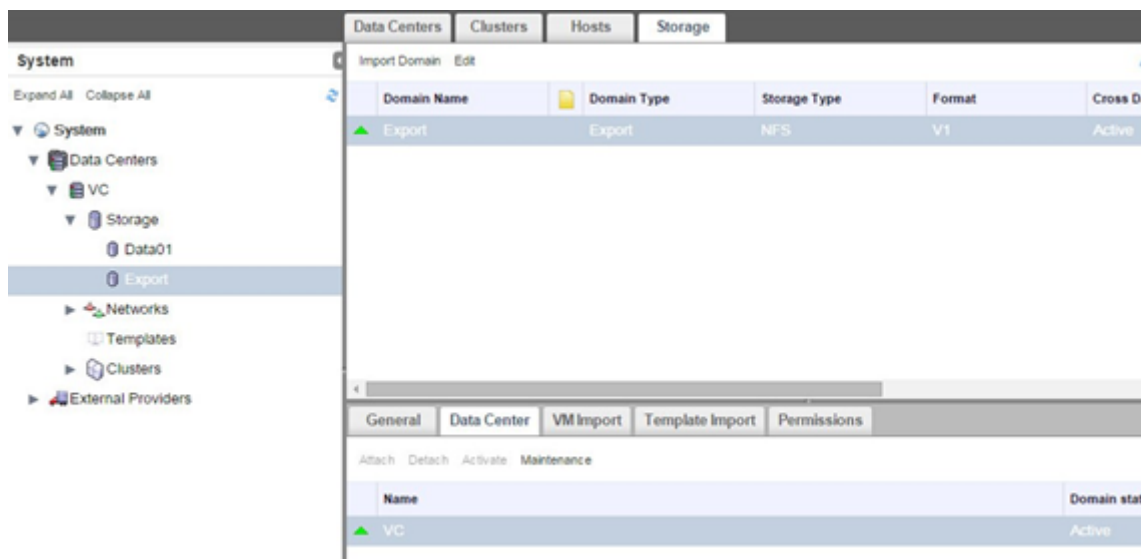 Data Centers Clusters Hosts Storage
System
Expand All Collapse All
System
Data Centers
VC
Storage
Data01
Export
Networks
Templates
Clusters
External Providers
Import Domain Edit
Domain Name Domain Type Storage Type Format Cross D
Export Export NFS V1 Active
General Data Center VM Import Template Import Permissions
Attach Detach Activate Maintenance
Name Domain stat
VC Active